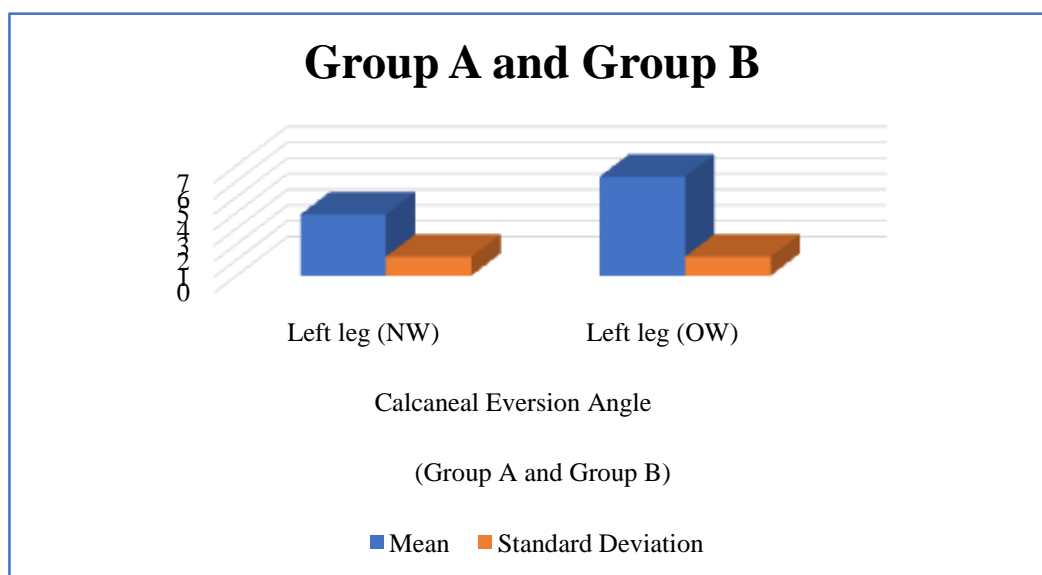 Group A and Group B
7
6
5
4
3
2
1
0
Left leg (NW) Left leg (OW)
Calcaneal Eversion Angle
(Group A and Group B)
Mean Standard Deviation